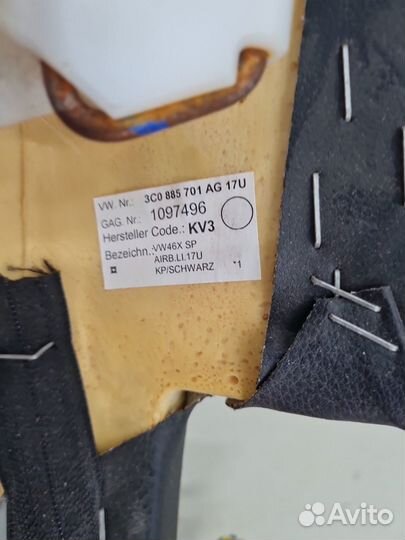 VW. Nr.: 3C0 885 701 AG 17U
GAG. Nr.: 1097496
Hersteller Code.: KV3
Bezeichn.: VW46X SP
AIRB.LI.17U
KP/SCHWARZ *1
Avito